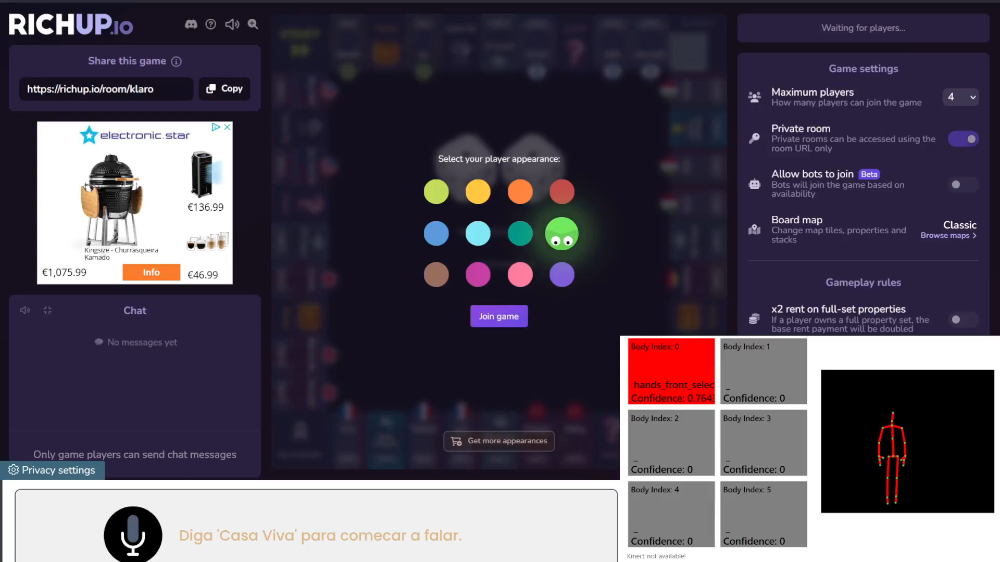 RICHUP.IO
Share this game
https://richup.io/room/klaro
Copy
electronic.star
€136.99
Kingsize - Churrasqueira
Kamado
€1,075.99
Info
€46.99
Chat
No messages yet
Only game players can send chat messages
Privacy settings
Select your player appearance:
Join game
Get more appearances
Waiting for players...
Game settings
Maximum players
How many players can join the game
4
Private room
Private rooms can be accessed using the
room URL only
Allow bots to join Beta
Bots will join the game based on
availability
Board map
Change map tiles, properties and
stacks
Classic
Browse maps >
Gameplay rules
x2 rent on full-set properties
If a player owns a full property set, the
base rent payment will be doubled
Diga 'Casa Viva' para comecar a falar.
Body Index: 0
hands_front_selec
Confidence: 0.764
Body Index: 1
_
Confidence: 0
Body Index: 2
_
Confidence: 0
Body Index: 3
_
Confidence: 0
Body Index: 4
_
Confidence: 0
Body Index: 5
_
Confidence: 0
Kinect not available!